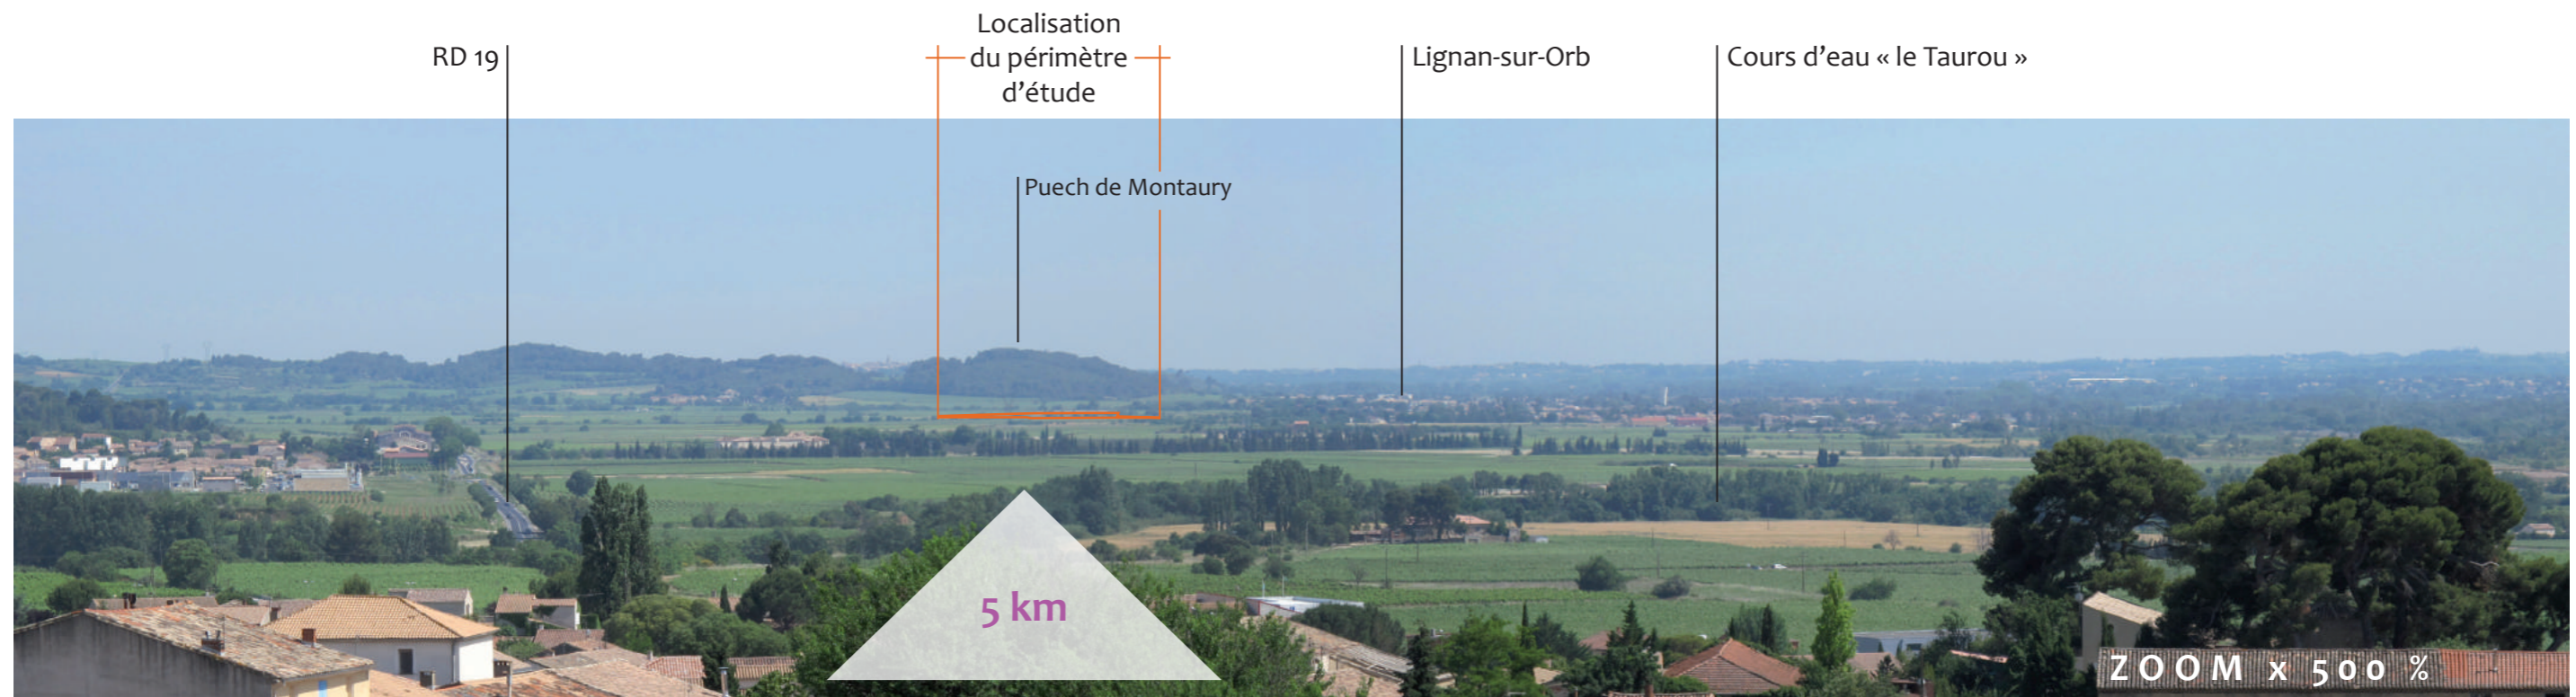 Localisation
du périmètre
d'étude
RD 19
Lignan-sur-Orb
Cours d'eau « le Taurou »
Puech de Montaury
5 km
ZOOM x 500 %